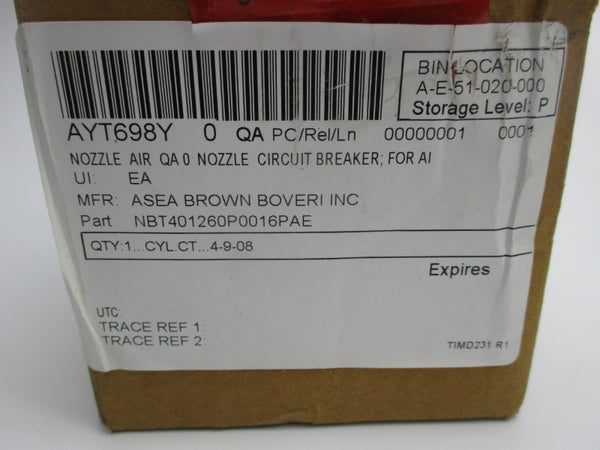 BIN LOCATION
A-E-51-020-000
Storage Level: P
AYT698Y 0 QA PC/Rel/Ln 00000001 0001
NOZZLE AIR QA 0 NOZZLE CIRCUIT BREAKER; FOR AI
UI: EA
MFR: ASEA BROWN BOVERI INC
Part NBT401260P0016PAE
QTY:1...CYL.CT...4-9-08
Expires
UTC:
TRACE REF 1:
TRACE REF 2:
TIMD231 R1